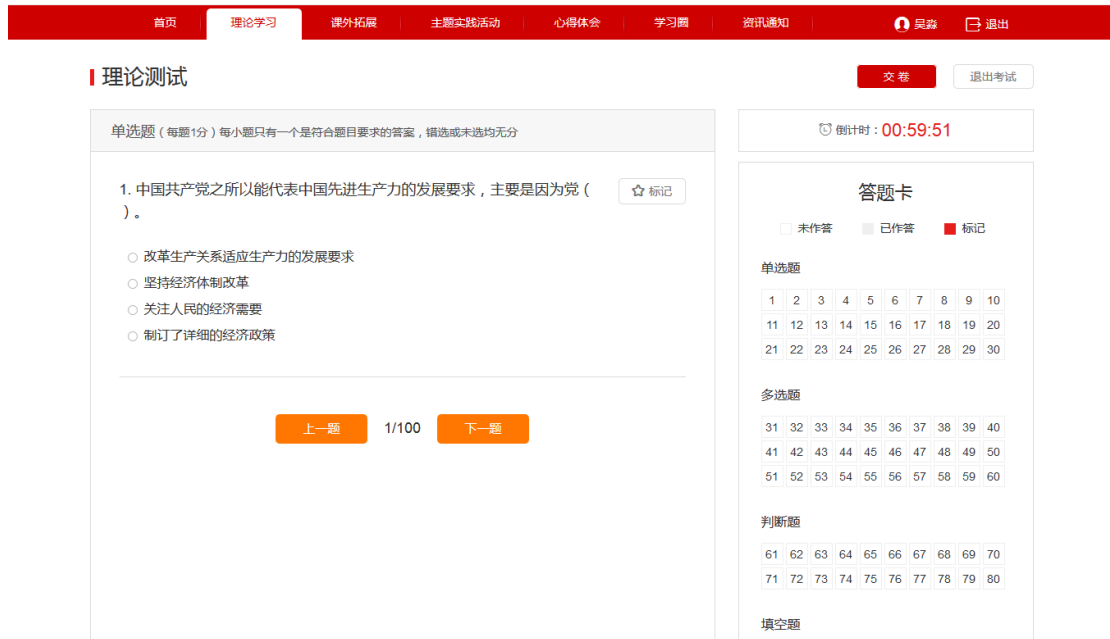 首页 理论学习 课外拓展 主题实践活动 心得体会 学习圈 资讯通知 吴淼 退出
理论测试
交 卷 退出考试
单选题（每题1分）每小题只有一个是符合题目要求的答案，错选或未选均无分
1. 中国共产党之所以能代表中国先进生产力的发展要求，主要是因为党（
）。
标记
改革生产关系适应生产力的发展要求
坚持经济体制改革
关注人民的经济需要
制订了详细的经济政策
上一题 1/100 下一题
倒计时：00:59:51
答题卡
未作答 已作答 标记
单选题
1 2 3 4 5 6 7 8 9 10
11 12 13 14 15 16 17 18 19 20
21 22 23 24 25 26 27 28 29 30
多选题
31 32 33 34 35 36 37 38 39 40
41 42 43 44 45 46 47 48 49 50
51 52 53 54 55 56 57 58 59 60
判断题
61 62 63 64 65 66 67 68 69 70
71 72 73 74 75 76 77 78 79 80
填空题